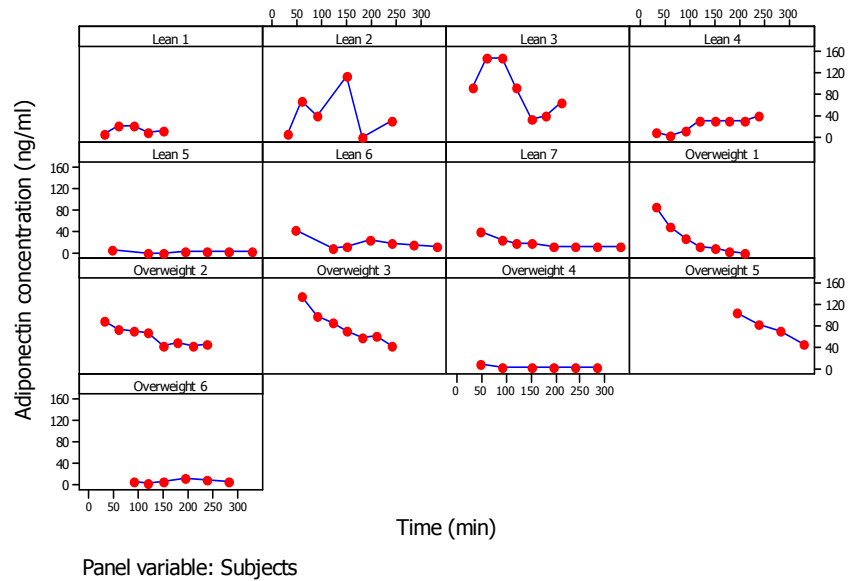 0 50 100 150 200 250 300 0 50 100 150 200 250 300
Lean 1 Lean 2 Lean 3 Lean 4
160
120
80
40
0
Lean 5 Lean 6 Lean 7 Overweight 1
160
120
80
40
0
Overweight 2 Overweight 3 Overweight 4 Overweight 5
160
120
80
40
0
0 50 100 150 200 250 300
Overweight 6
160
120
80
40
0
0 50 100 150 200 250 300
Adiponectin concentration (ng/ml)
Time (min)
Panel variable: Subjects